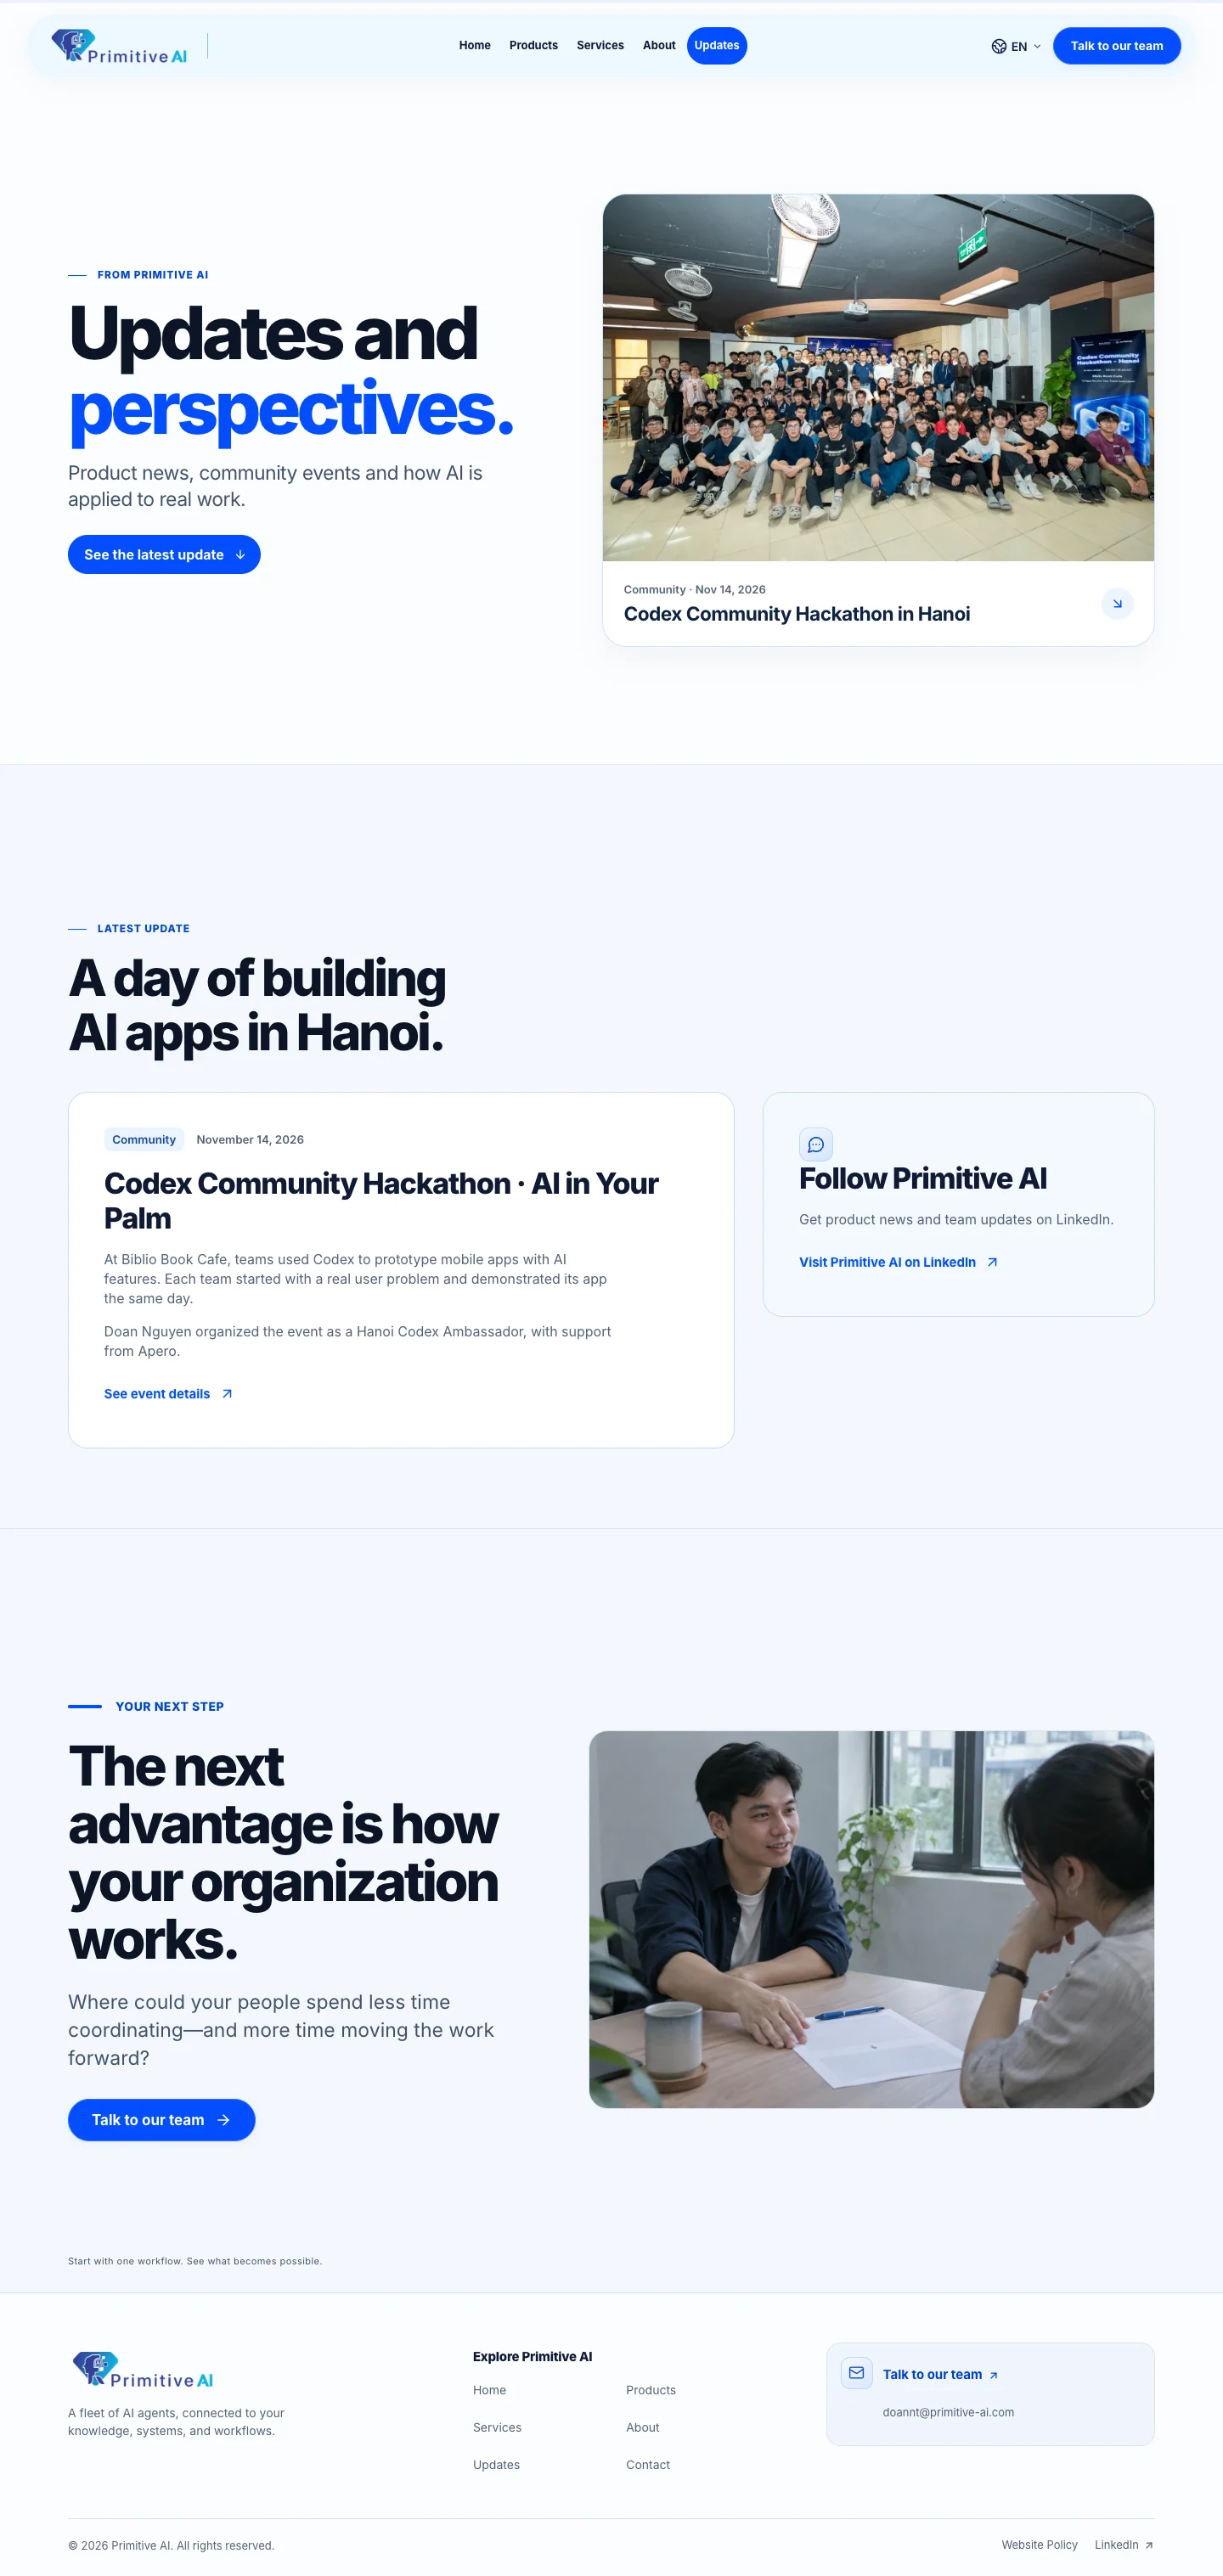 Primitive AI
Home Products Services About Updates
EN
Talk to our team
FROM PRIMITIVE AI
Updates and
perspectives.
Product news, community events and how AI is
applied to real work.
See the latest update
Codex Community
Hackathon - Hanoi
Community · Nov 14, 2026
Codex Community Hackathon in Hanoi
LATEST UPDATE
A day of building
AI apps in Hanoi.
Community November 14, 2026
Codex Community Hackathon · AI in Your
Palm
At Biblio Book Cafe, teams used Codex to prototype mobile apps with AI
features. Each team started with a real user problem and demonstrated its app
the same day.
Doan Nguyen organized the event as a Hanoi Codex Ambassador, with support
from Apero.
See event details
Follow Primitive AI
Get product news and team updates on LinkedIn.
Visit Primitive AI on LinkedIn
YOUR NEXT STEP
The next
advantage is how
your organization
works.
Where could your people spend less time
coordinating—and more time moving the work
forward?
Talk to our team
Start with one workflow. See what becomes possible.
Primitive AI
A fleet of AI agents, connected to your
knowledge, systems, and workflows.
Explore Primitive AI
Home Products
Services About
Updates Contact
Talk to our team
doannt@primitive-ai.com
© 2026 Primitive AI. All rights reserved.
Website Policy LinkedIn